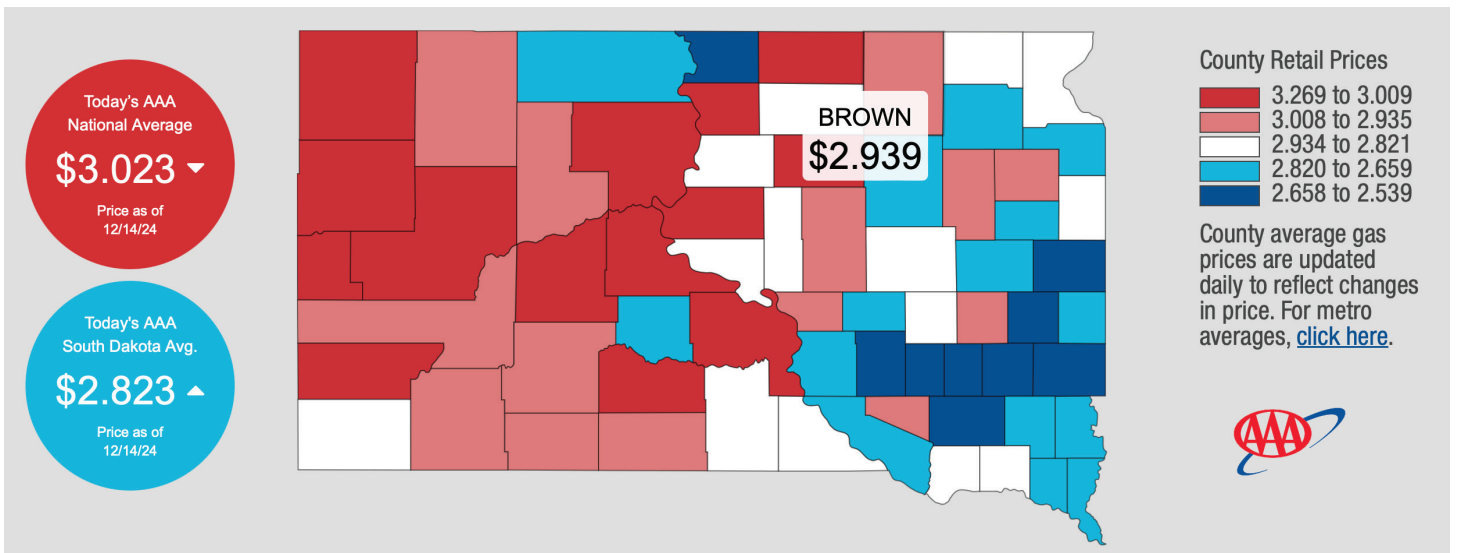 Today's AAA
National Average
$3.023
Price as of
12/14/24
Today's AAA
South Dakota Avg.
$2.823
Price as of
12/14/24
BROWN
$2.939
County Retail Prices
3.269 to 3.009
3.008 to 2.935
2.934 to 2.821
2.820 to 2.659
2.658 to 2.539
County average gas
prices are updated
daily to reflect changes
in price. For metro
averages, click here.
AAA